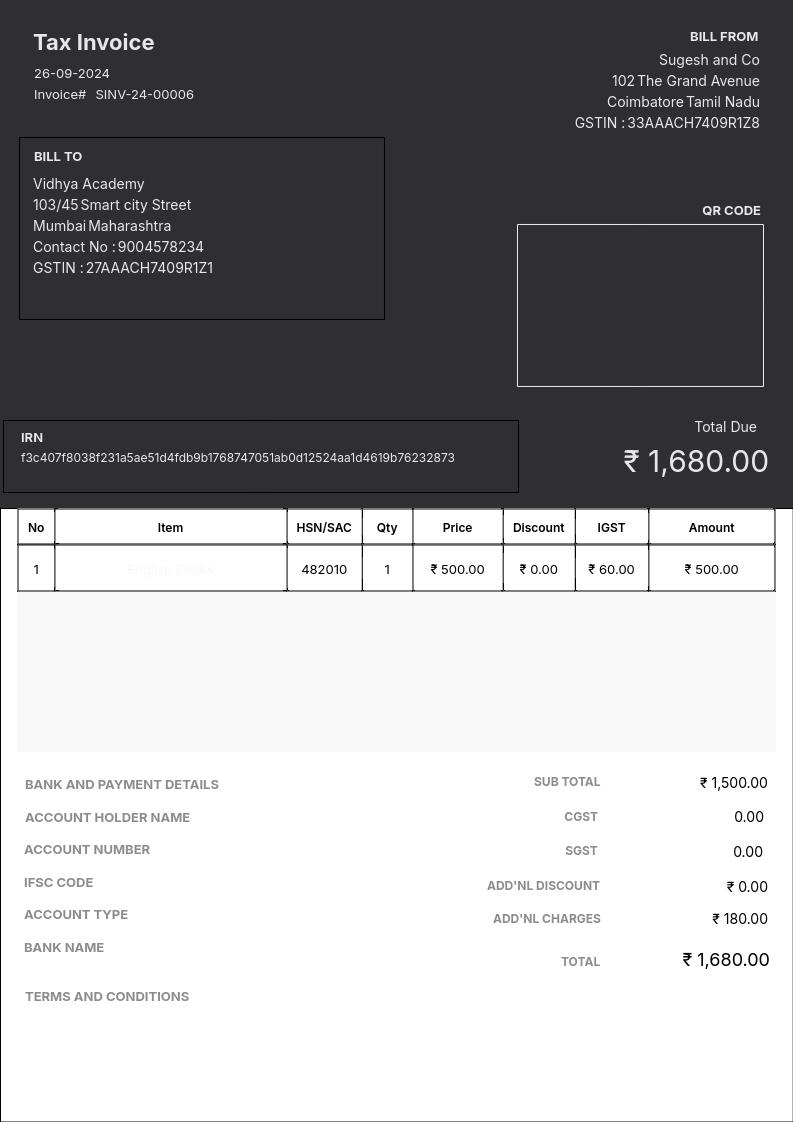 Tax Invoice
26-09-2024
Invoice# SINV-24-00006
BILL FROM
Sugesh and Co
102 The Grand Avenue
Coimbatore Tamil Nadu
GSTIN : 33AAACH7409R1Z8
BILL TO
Vidhya Academy
103/45 Smart city Street
Mumbai Maharashtra
Contact No : 9004578234
GSTIN : 27AAACH7409R1Z1
QR CODE
IRN
f3c407f8038f231a5ae51d4fdb9b1768747051ab0d12524aa1d4619b76232873
Total Due
₹ 1,680.00
No Item HSN/SAC Qty Price Discount IGST Amount
1 English Books 482010 1 ₹ 500.00 ₹ 0.00 ₹ 60.00 ₹ 500.00
BANK AND PAYMENT DETAILS
ACCOUNT HOLDER NAME
ACCOUNT NUMBER
IFSC CODE
ACCOUNT TYPE
BANK NAME
TERMS AND CONDITIONS
SUB TOTAL ₹ 1,500.00
CGST 0.00
SGST 0.00
ADD'NL DISCOUNT ₹ 0.00
ADD'NL CHARGES ₹ 180.00
TOTAL ₹ 1,680.00